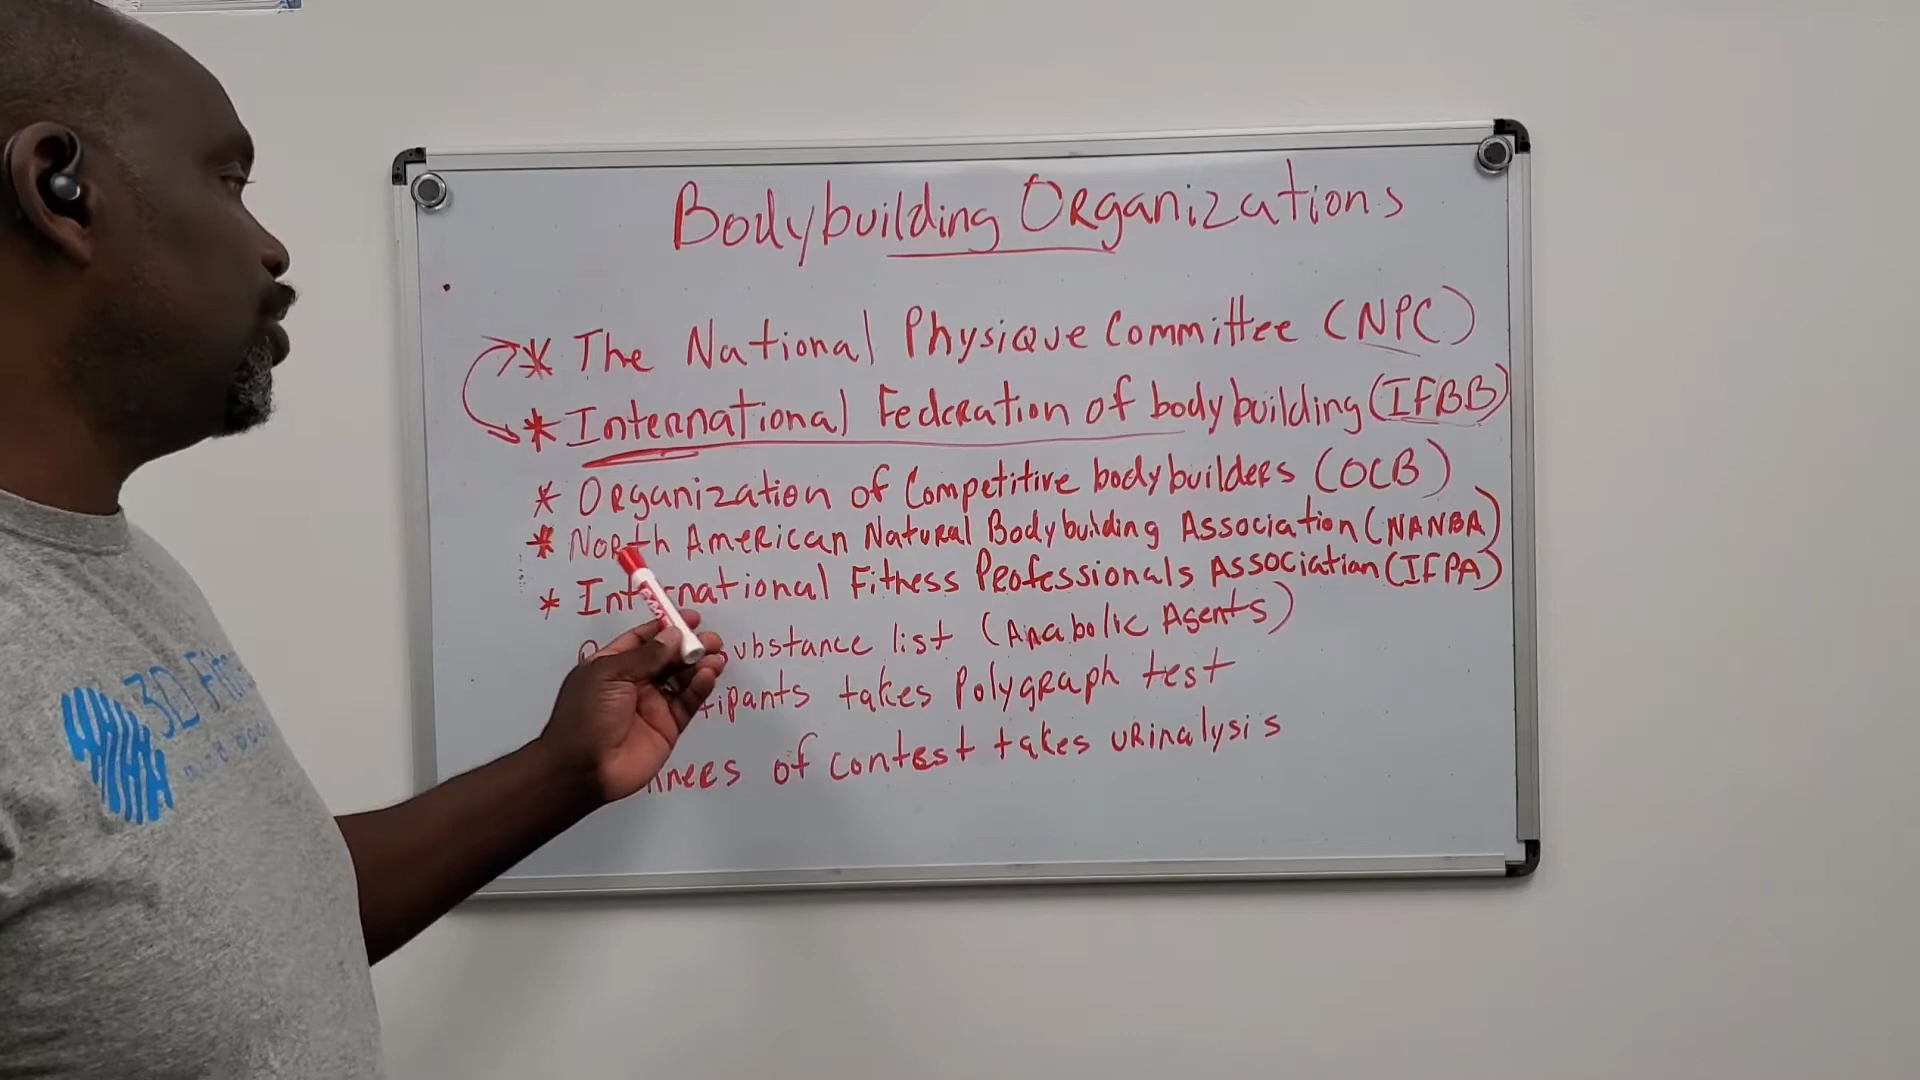 Bodybuilding Organizations
* The National Physique Committee (NPC)
* International Federation of bodybuilding (IFBB)
* Organization of Competitive bodybuilders (OCB)
* North American Natural Bodybuilding Association (NANBA)
* International Fitness Professionals Association (IFPA)
substance list (Anabolic Agents)
takes Polygraph test
of contest takes urinalysis
3D